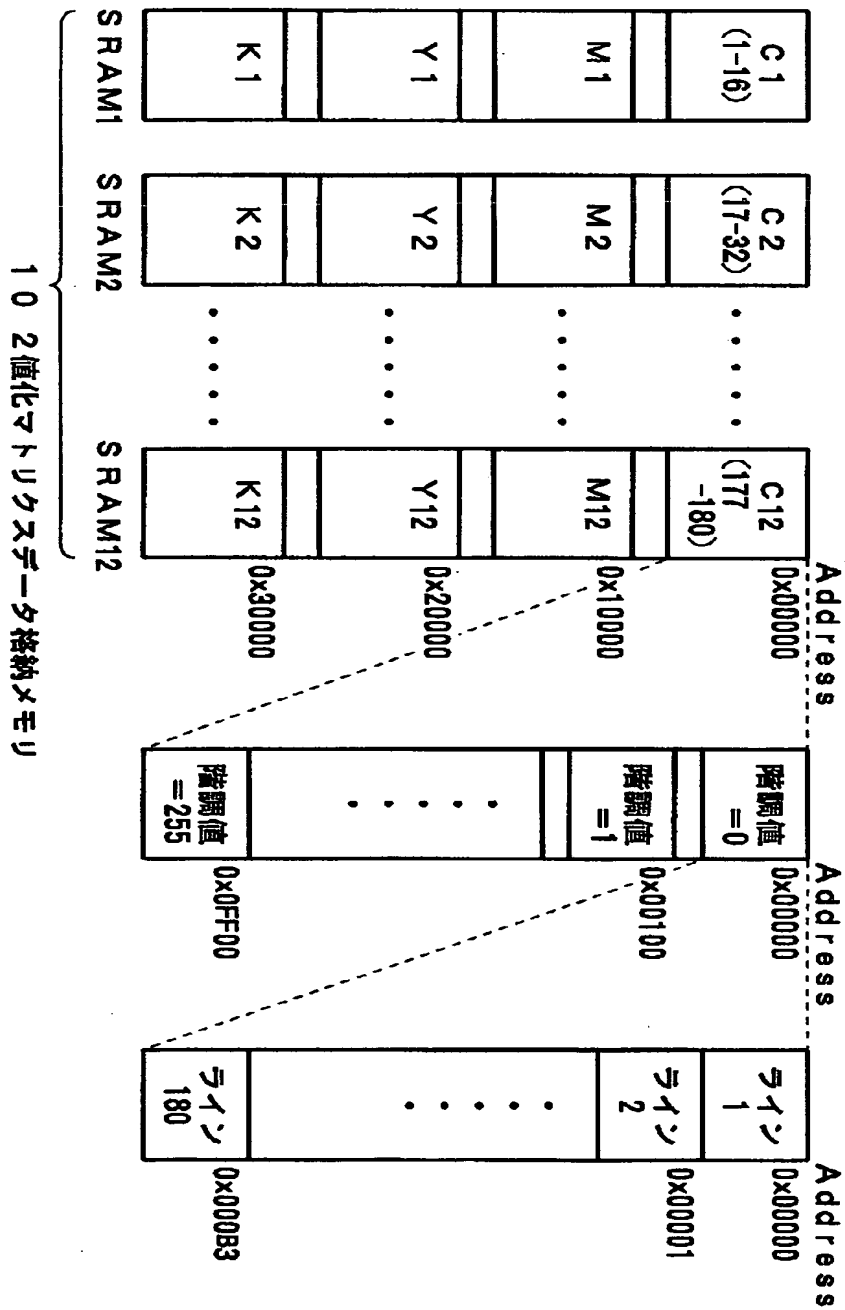 Address
Address
Address
C1
(1-16)
C2
(17-32)
C12
(177
-180)
0x00000
階調値
=0
0x00000
ライン
1
0x00000
M1
M2
M12
0x10000
階調値
=1
0x00100
ライン
2
0x00001
Y1
Y2
Y12
0x20000
K1
K2
K12
0x30000
階調値
=255
0x0FF00
ライン
180
0x000B3
SRAM1
SRAM2
SRAM12
10 2値化マトリクスデータ格納メモリ